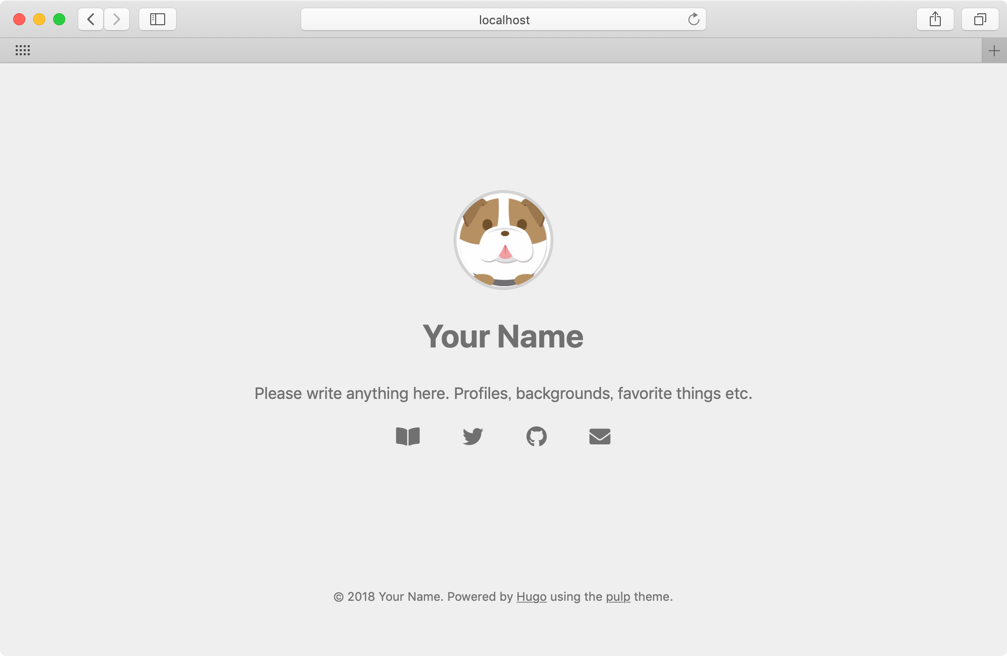 localhost
Your Name
Please write anything here. Profiles, backgrounds, favorite things etc.
© 2018 Your Name. Powered by Hugo using the pulp theme.